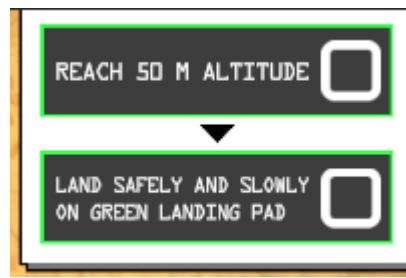 REACH 50 M ALTITUDE
LAND SAFELY AND SLOWLY
ON GREEN LANDING PAD